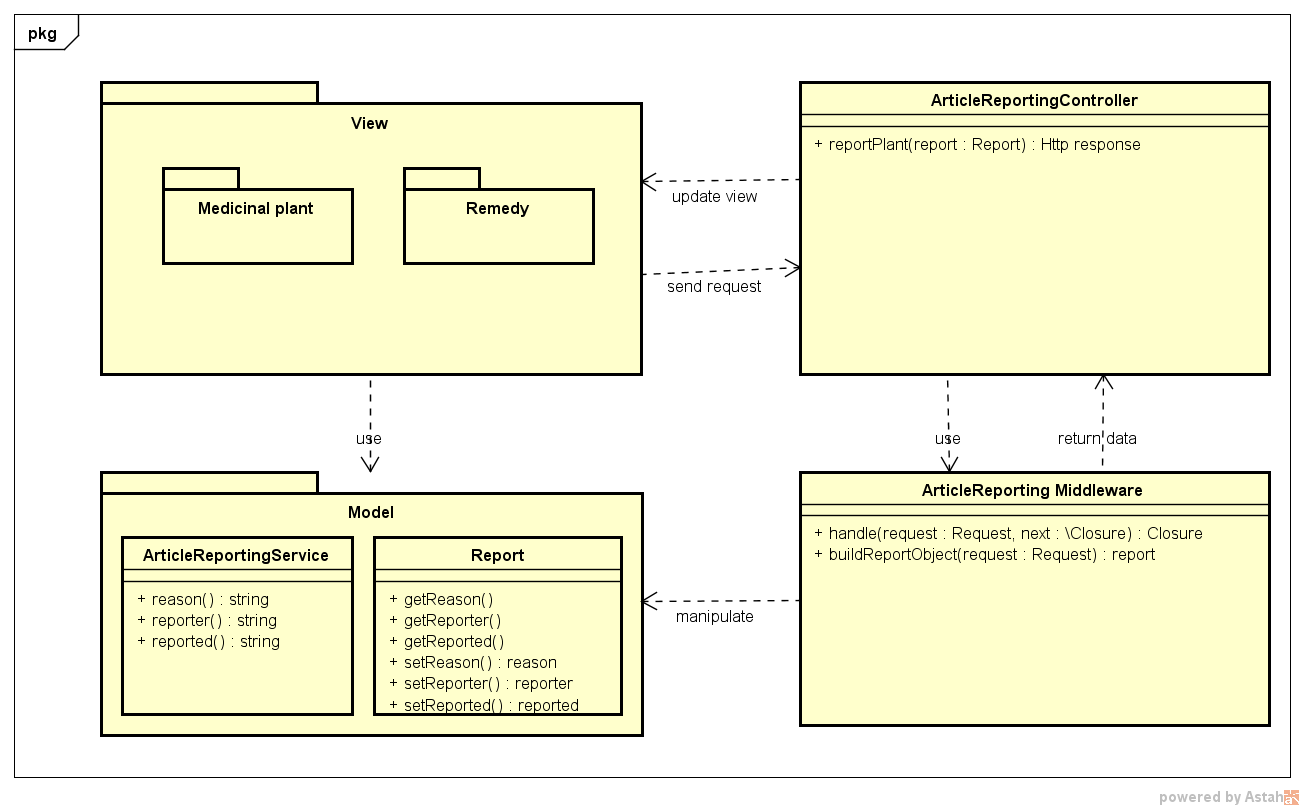 pkg
View
Medicinal plant
Remedy
ArticleReportingController
+ reportPlant(report : Report) : Http response
update view
send request
use
use
return data
Model
ArticleReportingService
+ reason() : string
+ reporter() : string
+ reported() : string
Report
+ getReason()
+ getReporter()
+ getReported()
+ setReason() : reason
+ setReporter() : reporter
+ setReported() : reported
manipulate
ArticleReporting Middleware
+ handle(request : Request, next : \Closure) : Closure
+ buildReportObject(request : Request) : report
powered by Astah